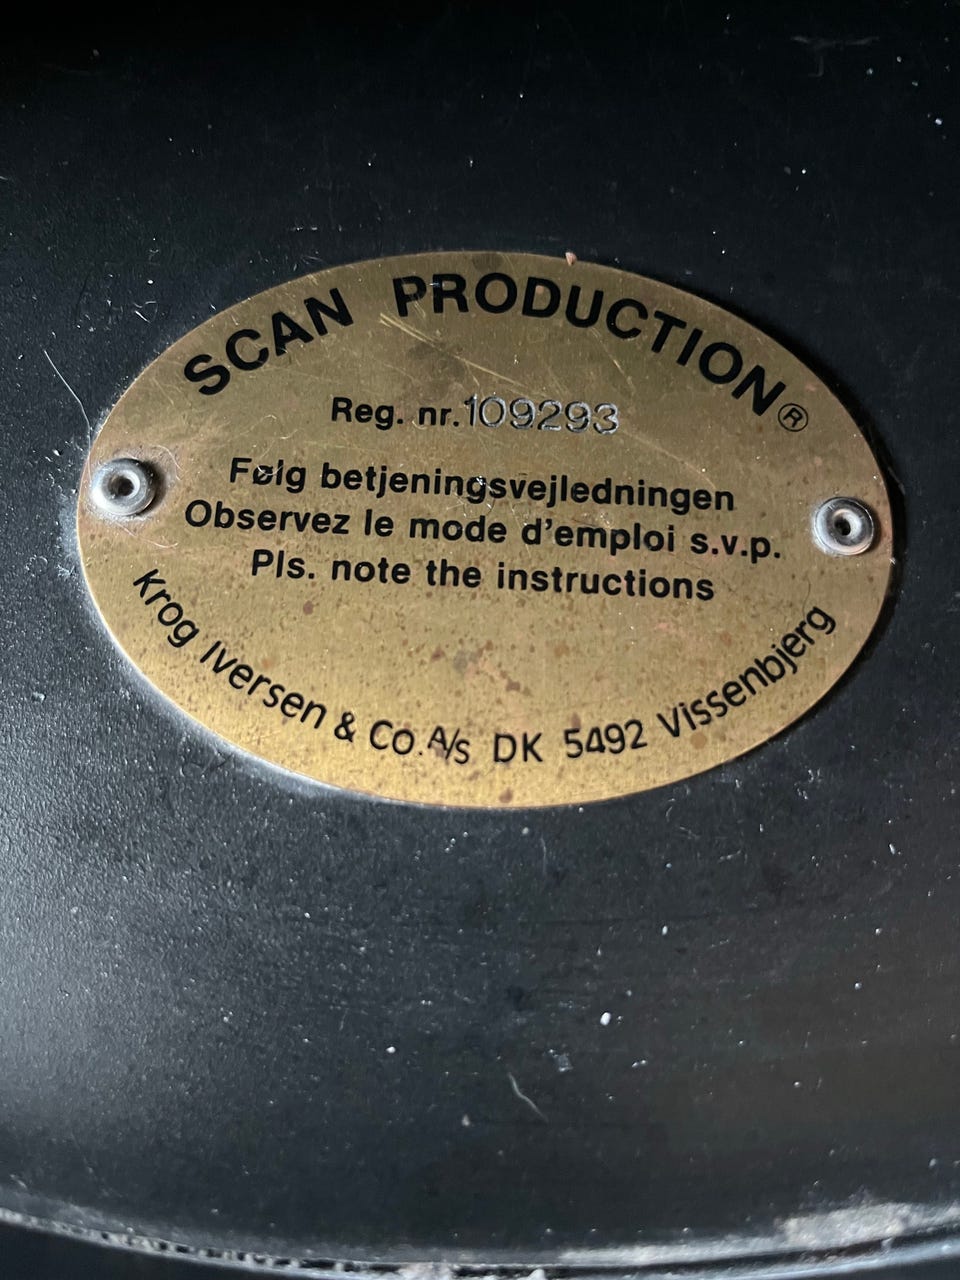 SCAN PRODUCTION®
Reg. nr. 109293
Følg betjeningsvejledningen
Observez le mode d'emploi s.v.p.
Pls. note the instructions
Krog Iversen & Co. A/S DK 5492 Vissenbjerg